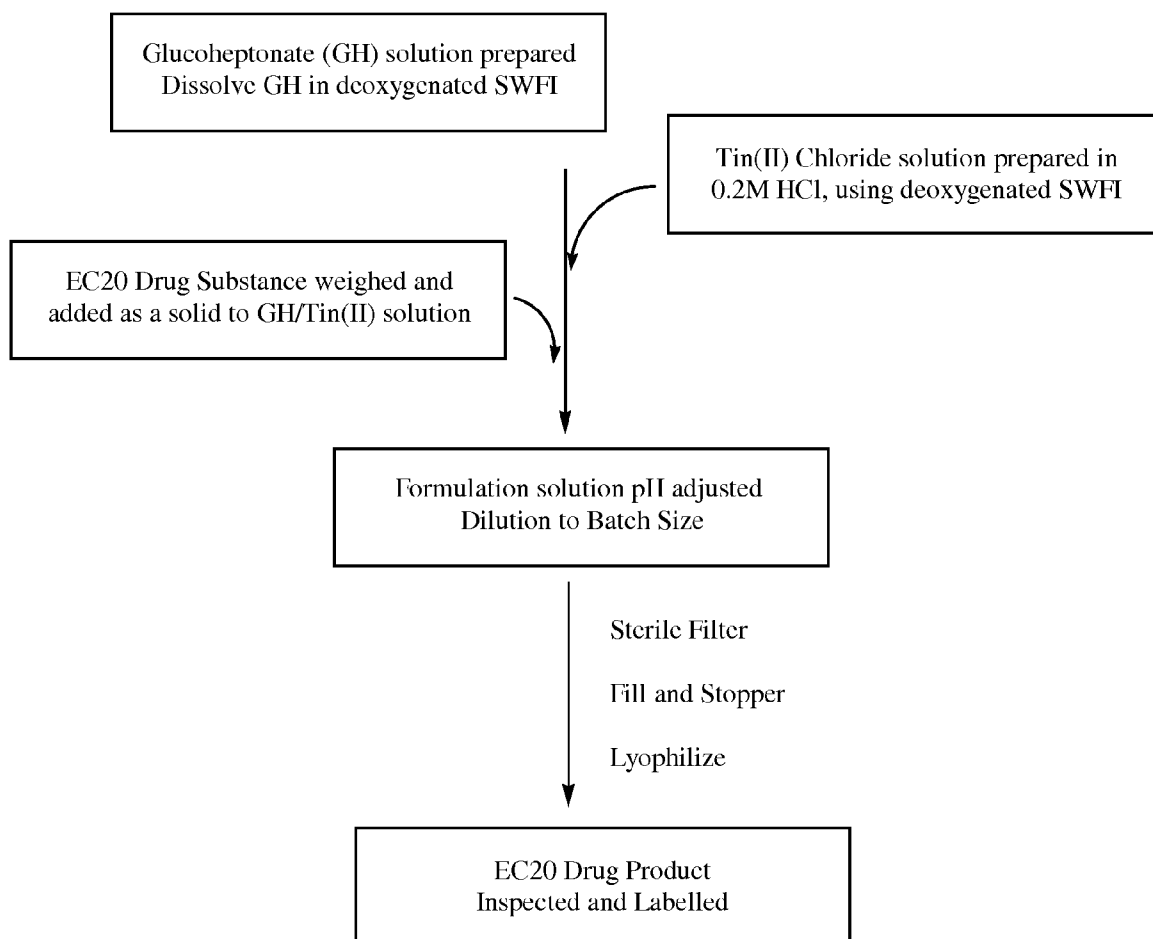 Glucoheptonate (GH) solution prepared
Dissolve GH in deoxygenated SWFI
Tin(II) Chloride solution prepared in
0.2M HCl, using deoxygenated SWFI
EC20 Drug Substance weighed and
added as a solid to GH/Tin(II) solution
Formulation solution pH adjusted
Dilution to Batch Size
Sterile Filter
Fill and Stopper
Lyophilize
EC20 Drug Product
Inspected and Labelled